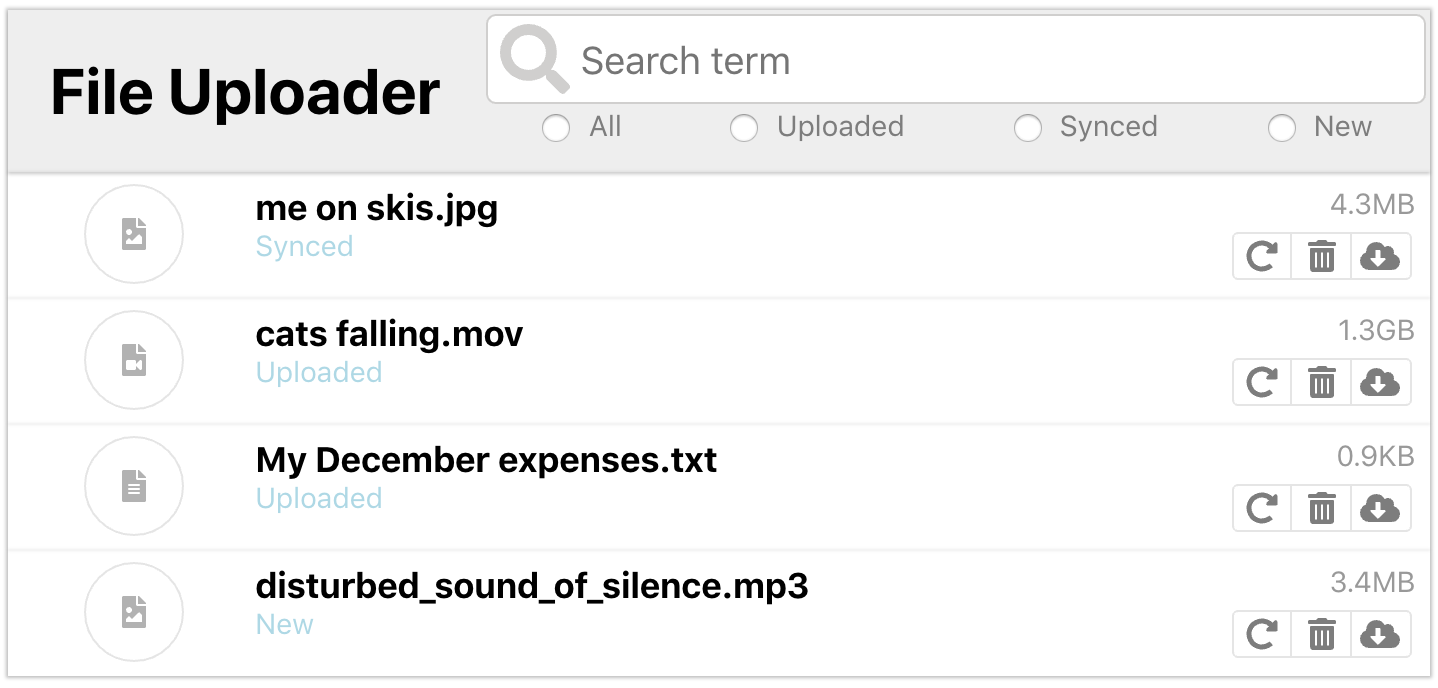 File Uploader
Search term
All Uploaded Synced New
me on skis.jpg
4.3MB
Synced
cats falling.mov
1.3GB
Uploaded
My December expenses.txt
0.9KB
Uploaded
disturbed_sound_of_silence.mp3
3.4MB
New